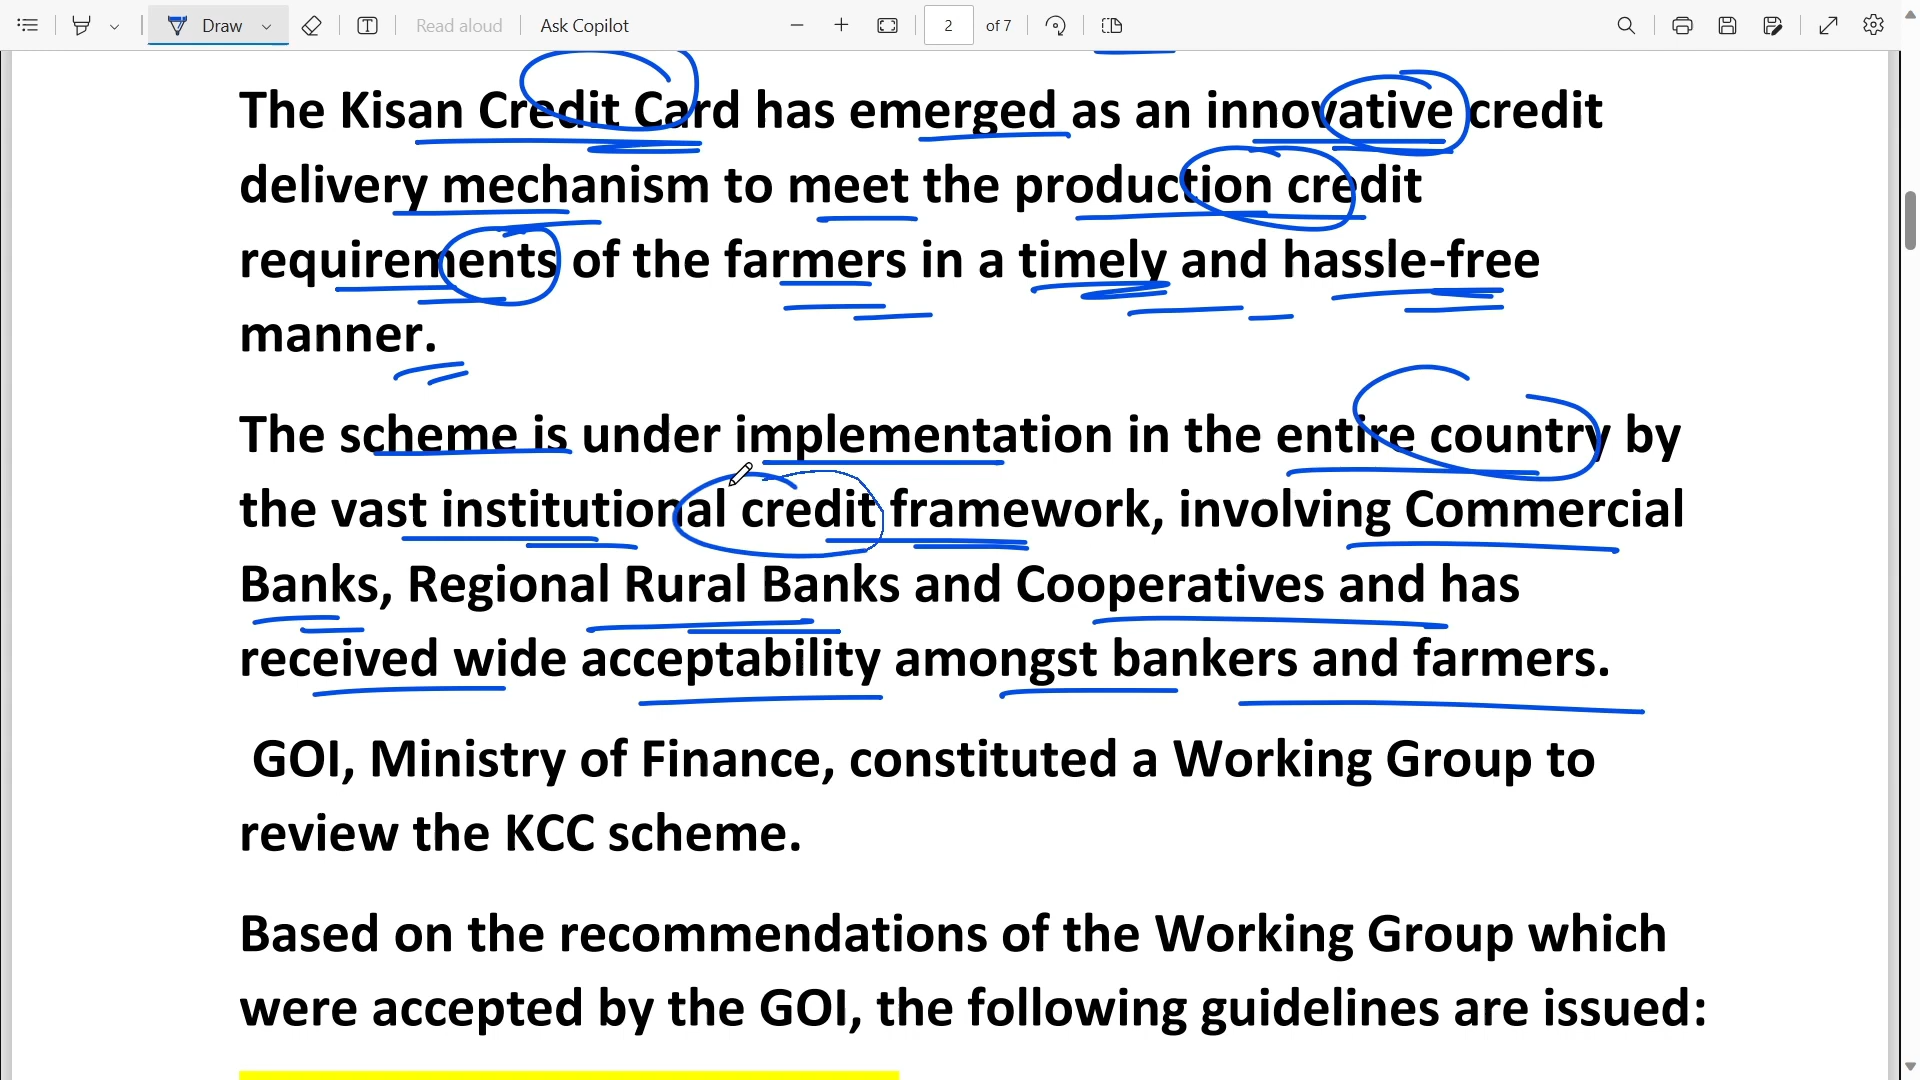 Draw
Read aloud
Ask Copilot
2
of 7
The Kisan Credit Card has emerged as an innovative credit
delivery mechanism to meet the production credit
requirements of the farmers in a timely and hassle-free
manner.
The scheme is under implementation in the entire country by
the vast institutional credit framework, involving Commercial
Banks, Regional Rural Banks and Cooperatives and has
received wide acceptability amongst bankers and farmers.
GOI, Ministry of Finance, constituted a Working Group to
review the KCC scheme.
Based on the recommendations of the Working Group which
were accepted by the GOI, the following guidelines are issued: